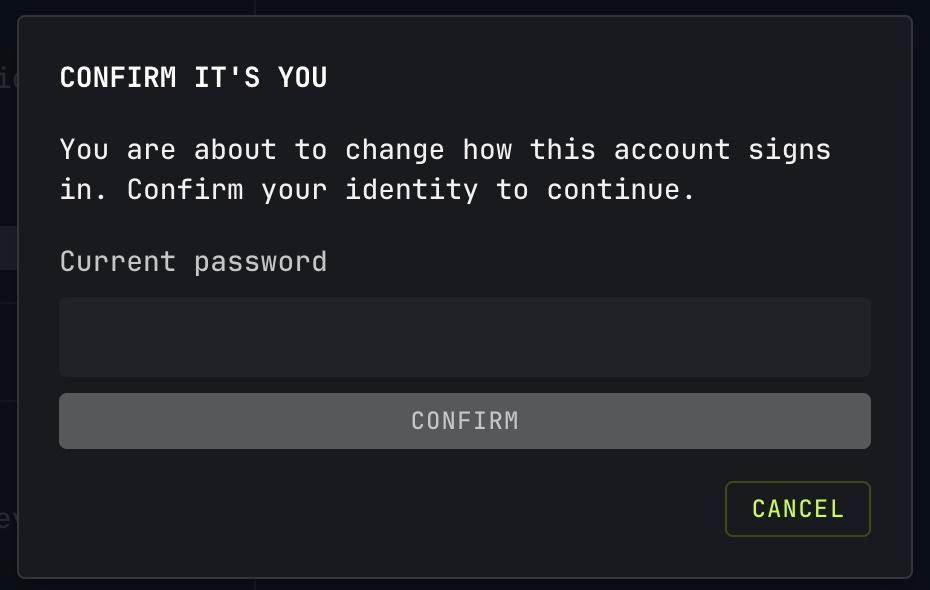 CONFIRM IT'S YOU
You are about to change how this account signs
in. Confirm your identity to continue.
Current password
CONFIRM
CANCEL